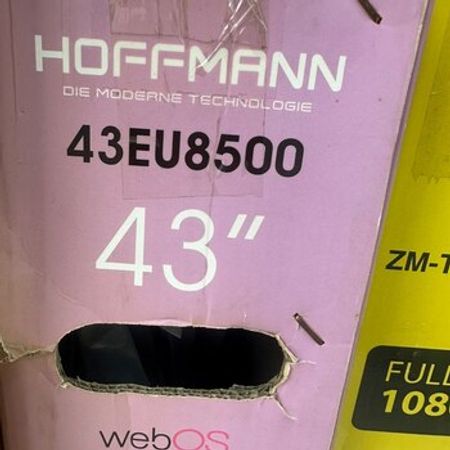 HOFFMANN
DIE MODERNE TECHNOLOGIE
43EU8500
43"
webOS
ZM-T
FULL
108